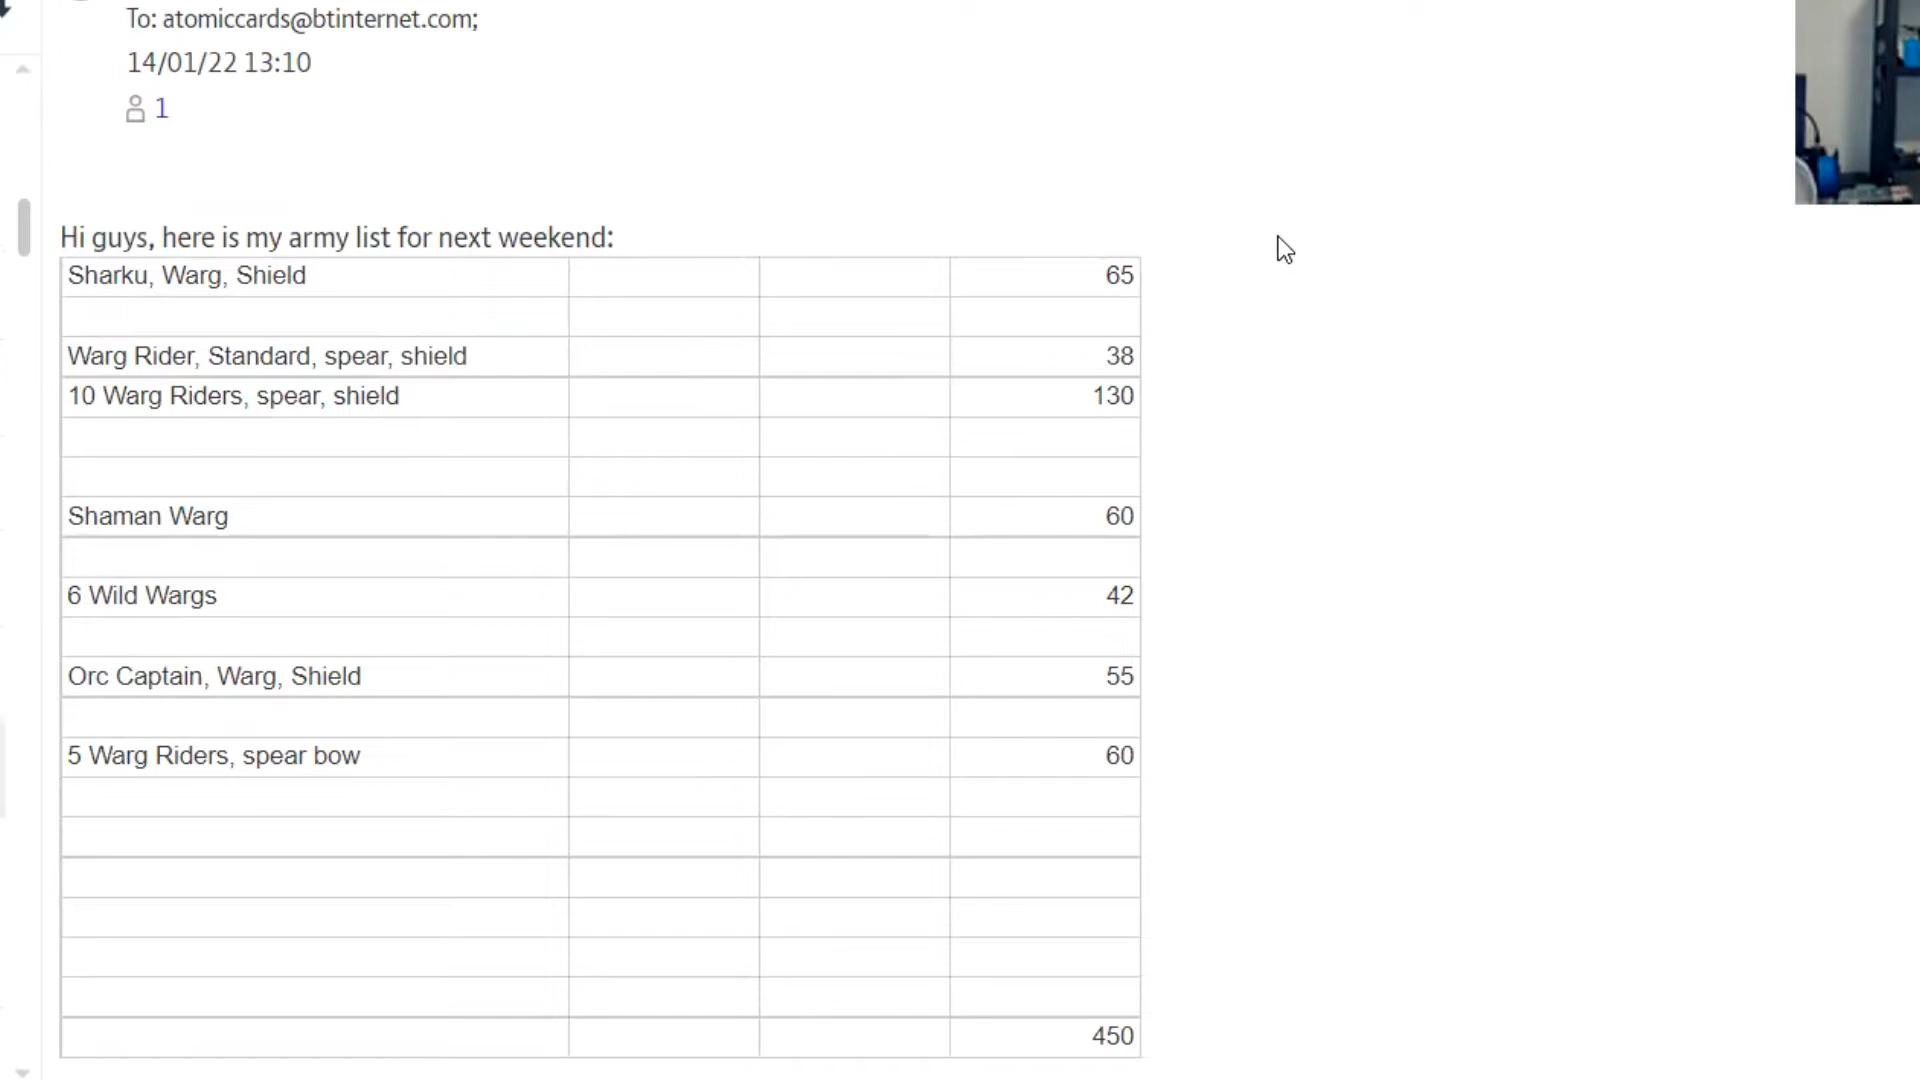 To: atomiccards@btinternet.com;
14/01/22 13:10
1
Hi guys, here is my army list for next weekend:
Sharku, Warg, Shield 65
Warg Rider, Standard, spear, shield 38
10 Warg Riders, spear, shield 130
Shaman Warg 60
6 Wild Wargs 42
Orc Captain, Warg, Shield 55
5 Warg Riders, spear bow 60
450